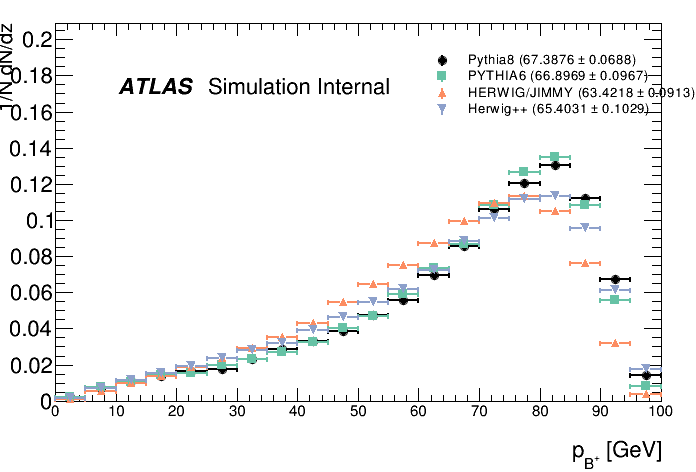 1/N dN/dz
0.2
0.18
0.16
0.14
0.12
0.1
0.08
0.06
0.04
0.02
0
ATLAS Simulation Internal
Pythia8 (67.3876 ± 0.0688)
PYTHIA6 (66.8969 ± 0.0967)
HERWIG/JIMMY (63.4218 ± 0.0913)
Herwig++ (65.4031 ± 0.1029)
0 10 20 30 40 50 60 70 80 90 100
p_B⁺ [GeV]